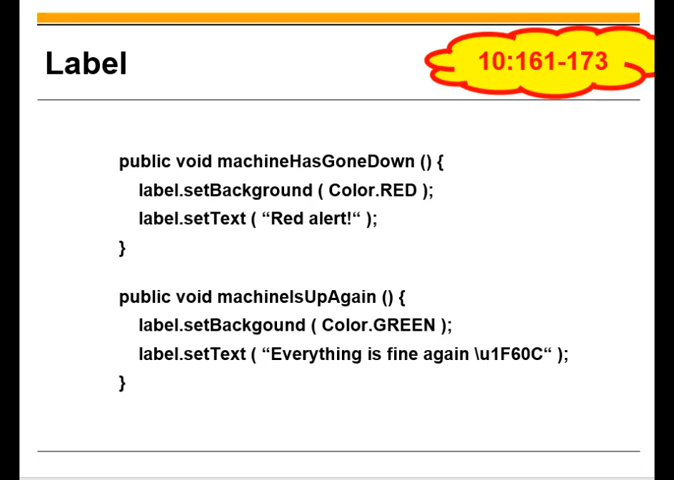 Label
10:161-173
public void machineHasGoneDown () {
label.setBackground ( Color.RED );
label.setText ( “Red alert!“ );
}
public void machineIsUpAgain () {
label.setBackgound ( Color.GREEN );
label.setText ( “Everything is fine again \u1F60C“ );
}